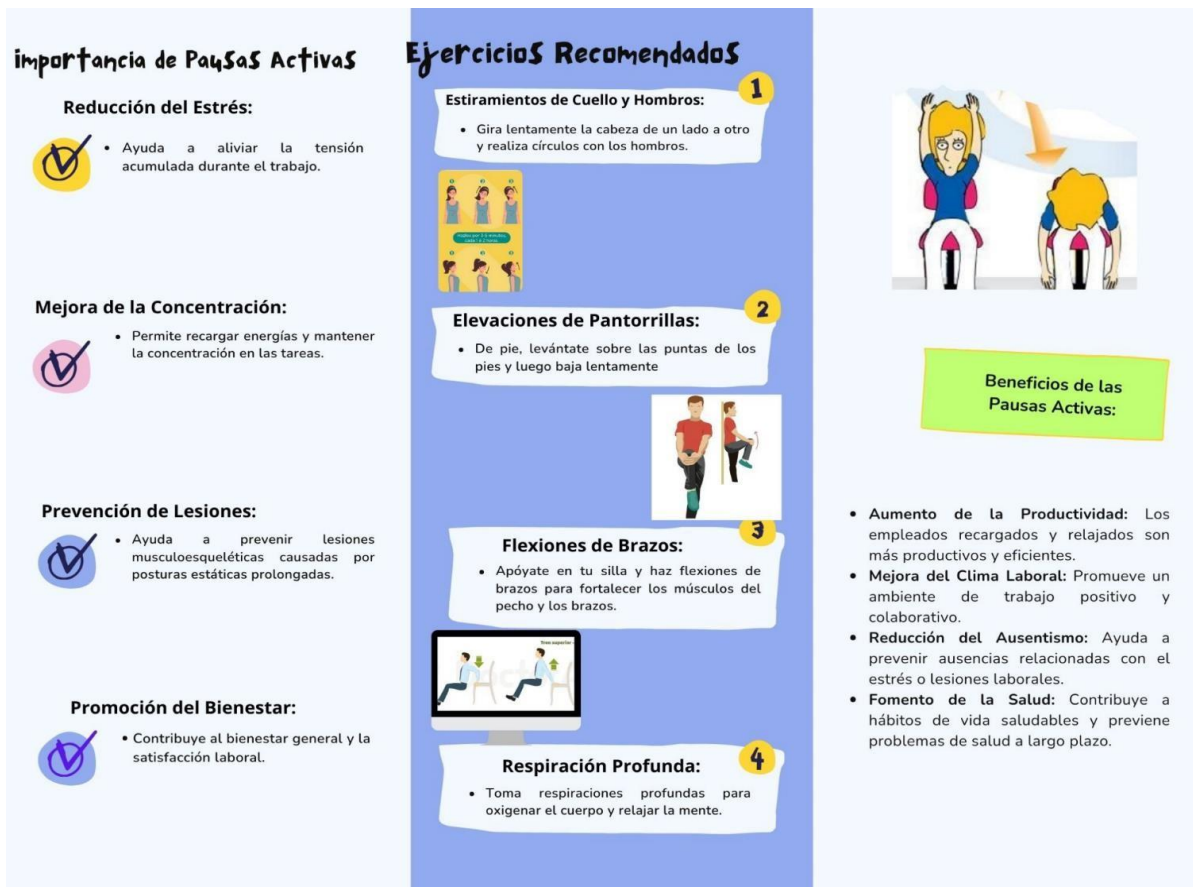 importancia de Pausas Activas
Reducción del Estrés:
• Ayuda a aliviar la tensión
acumulada durante el trabajo.
Mejora de la Concentración:
• Permite recargar energías y mantener
la concentración en las tareas.
Prevención de Lesiones:
• Ayuda a prevenir lesiones
musculoesqueléticas causadas por
posturas estáticas prolongadas.
Promoción del Bienestar:
• Contribuye al bienestar general y la
satisfacción laboral.
Ejercicios Recomendados
1
Estiramientos de Cuello y Hombros:
• Gira lentamente la cabeza de un lado a otro
y realiza círculos con los hombros.
2
Elevaciones de Pantorrillas:
• De pie, levántate sobre las puntas de los
pies y luego baja lentamente
3
Flexiones de Brazos:
• Apóyate en tu silla y haz flexiones de
brazos para fortalecer los músculos del
pecho y los brazos.
Tren superior
4
Respiración Profunda:
• Toma respiraciones profundas para
oxigenar el cuerpo y relajar la mente.
Beneficios de las
Pausas Activas:
• Aumento de la Productividad: Los
empleados recargados y relajados son
más productivos y eficientes.
• Mejora del Clima Laboral: Promueve un
ambiente de trabajo positivo y
colaborativo.
• Reducción del Ausentismo: Ayuda a
prevenir ausencias relacionadas con el
estrés o lesiones laborales.
• Fomento de la Salud: Contribuye a
hábitos de vida saludables y previene
problemas de salud a largo plazo.